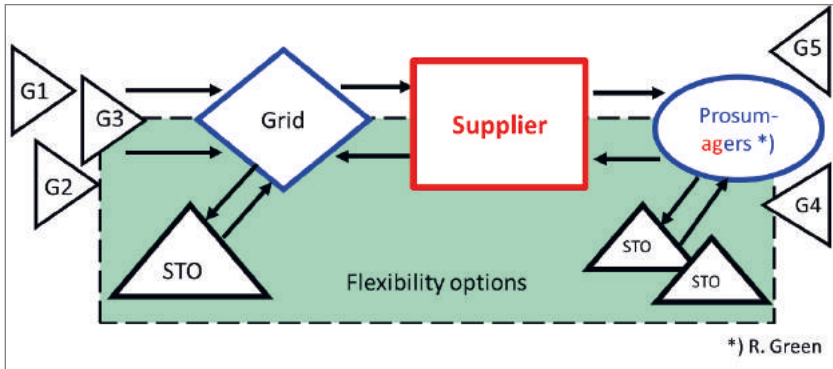 G1
G3
G2
Grid
Supplier
Prosum-
agers *)
G5
G4
STO
STO
STO
Flexibility options
*) R. Green